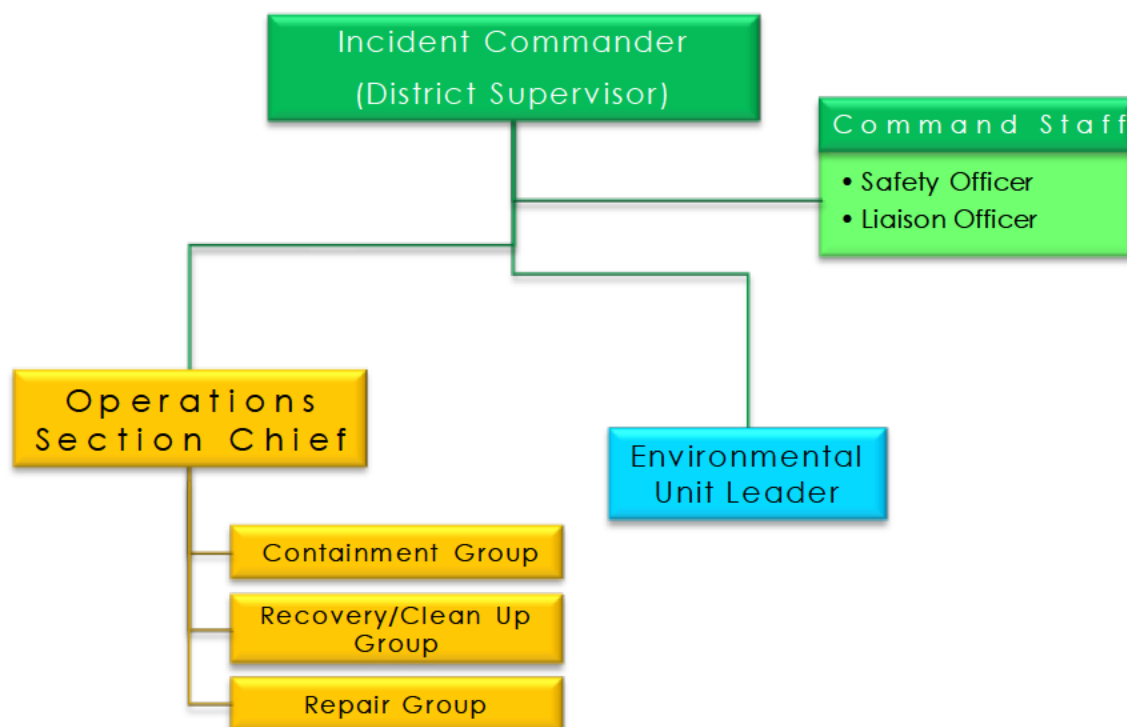 Incident Commander
(District Supervisor)
Command Staff
• Safety Officer
• Liaison Officer
Operations
Section Chief
Environmental
Unit Leader
Containment Group
Recovery/Clean Up
Group
Repair Group